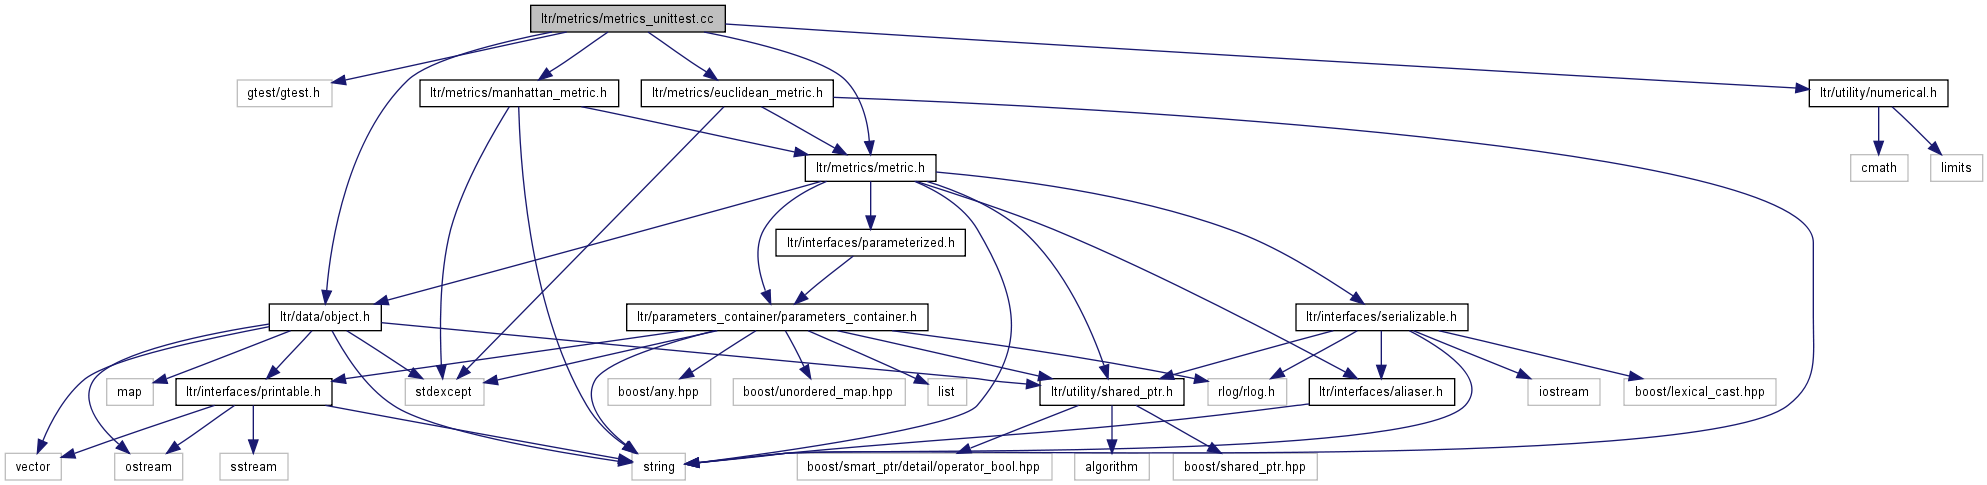 ltr/metrics/metrics_unittest.cc
gtest/gtest.h
ltr/metrics/manhattan_metric.h
ltr/metrics/euclidean_metric.h
ltr/utility/numerical.h
ltr/metrics/metric.h
cmath
limits
ltr/interfaces/parameterized.h
ltr/data/object.h
ltr/parameters_container/parameters_container.h
ltr/interfaces/serializable.h
map
ltr/interfaces/printable.h
stdexcept
boost/any.hpp
boost/unordered_map.hpp
list
ltr/utility/shared_ptr.h
rlog/rlog.h
ltr/interfaces/aliaser.h
iostream
boost/lexical_cast.hpp
vector
ostream
sstream
string
boost/smart_ptr/detail/operator_bool.hpp
algorithm
boost/shared_ptr.hpp